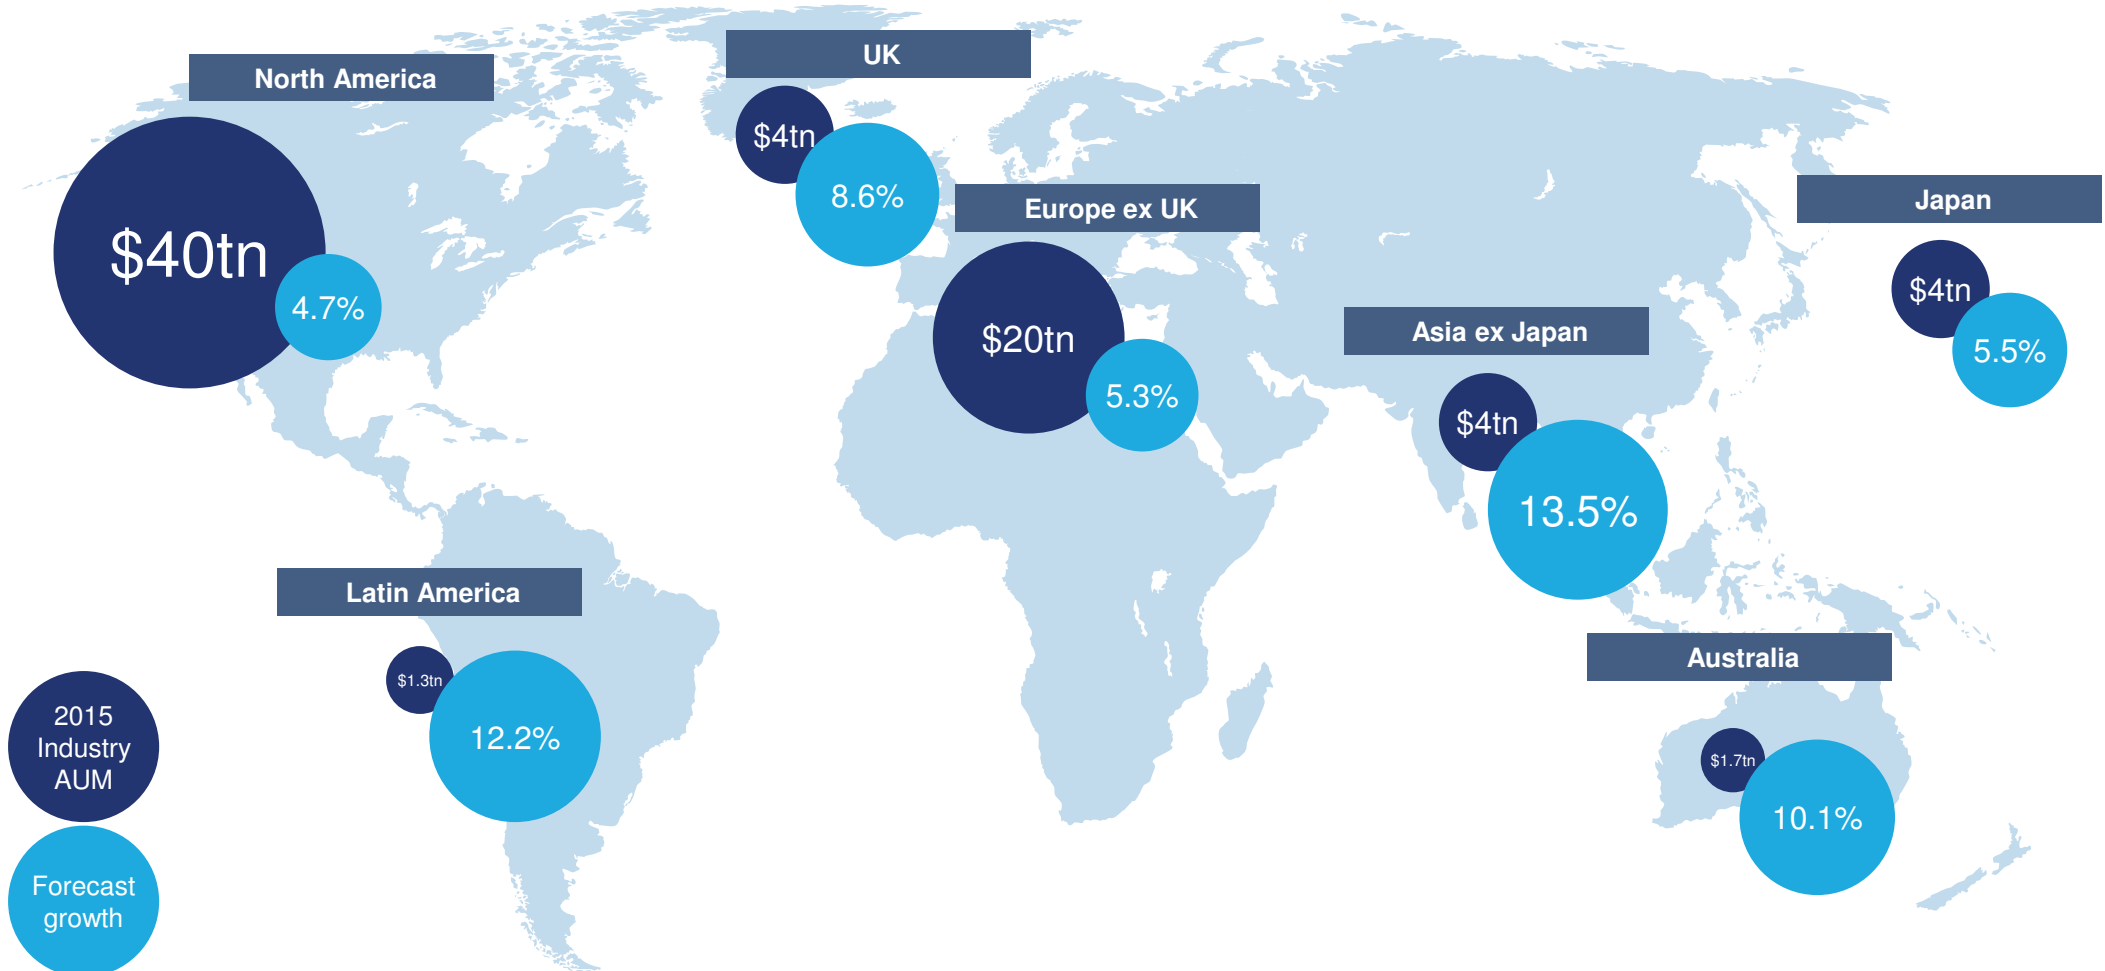 North America
$40tn
4.7%
UK
$4tn
8.6%
Europe ex UK
$20tn
5.3%
Japan
$4tn
5.5%
Asia ex Japan
$4tn
13.5%
Latin America
$1.3tn
12.2%
Australia
$1.7tn
10.1%
2015
Industry
AUM
Forecast
growth